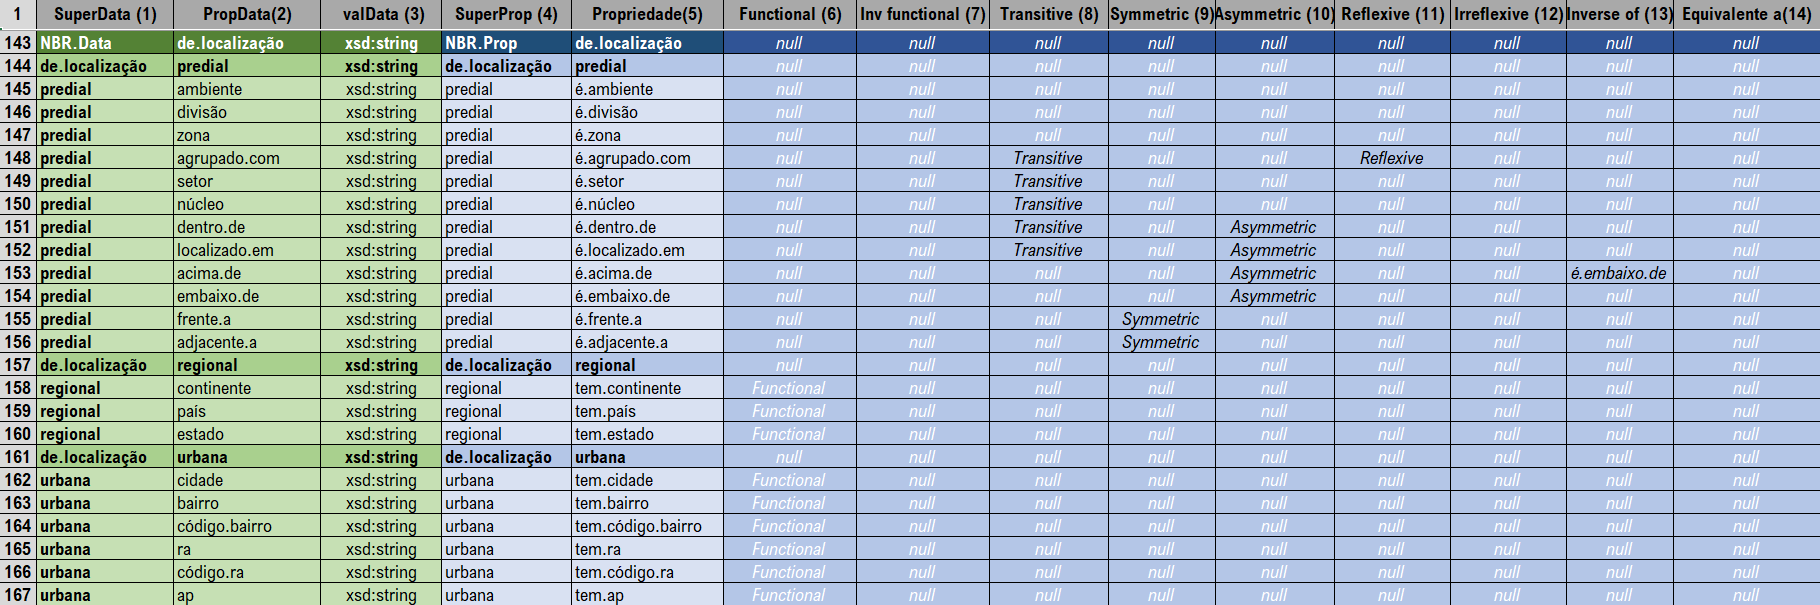 1 SuperData (1) PropData(2) valData (3) SuperProp (4) Propriedade(5) Functional (6) Inv functional (7) Transitive (8) Symmetric (9) Asymmetric (10) Reflexive (11) Irreflexive (12) Inverse of (13) Equivalente a(14)
143 NBR.Data de.localização xsd:string NBR.Prop de.localização null null null null null null null null null
144 de.localização predial xsd:string de.localização predial null null null null null null null null null
145 predial ambiente xsd:string predial é.ambiente null null null null null null null null null
146 predial divisão xsd:string predial é.divisão null null null null null null null null null
147 predial zona xsd:string predial é.zona null null null null null null null null null
148 predial agrupado.com xsd:string predial é.agrupado.com null null Transitive null null Reflexive null null null
149 predial setor xsd:string predial é.setor null null Transitive null null null null null null
150 predial núcleo xsd:string predial é.núcleo null null Transitive null null null null null null
151 predial dentro.de xsd:string predial é.dentro.de null null Transitive null Asymmetric null null null null
152 predial localizado.em xsd:string predial é.localizado.em null null Transitive null Asymmetric null null null null
153 predial acima.de xsd:string predial é.acima.de null null null null Asymmetric null null é.embaixo.de null
154 predial embaixo.de xsd:string predial é.embaixo.de null null null null Asymmetric null null null null
155 predial frente.a xsd:string predial é.frente.a null null null Symmetric null null null null null
156 predial adjacente.a xsd:string predial é.adjacente.a null null null Symmetric null null null null null
157 de.localização regional xsd:string de.localização regional null null null null null null null null null
158 regional continente xsd:string regional tem.continente Functional null null null null null null null null
159 regional país xsd:string regional tem.país Functional null null null null null null null null
160 regional estado xsd:string regional tem.estado Functional null null null null null null null null
161 de.localização urbana xsd:string de.localização urbana null null null null null null null null null
162 urbana cidade xsd:string urbana tem.cidade Functional null null null null null null null null
163 urbana bairro xsd:string urbana tem.bairro Functional null null null null null null null null
164 urbana código.bairro xsd:string urbana tem.código.bairro Functional null null null null null null null null
165 urbana ra xsd:string urbana tem.ra Functional null null null null null null null null
166 urbana código.ra xsd:string urbana tem.código.ra Functional null null null null null null null null
167 urbana ap xsd:string urbana tem.ap Functional null null null null null null null null